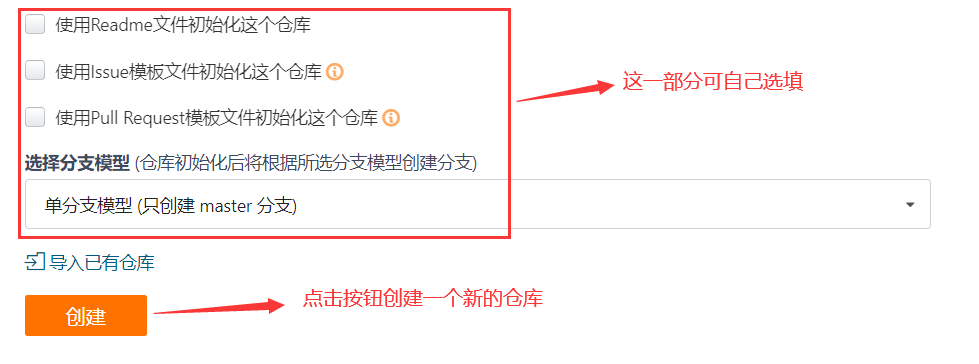 使用Readme文件初始化这个仓库
使用Issue模板文件初始化这个仓库
这一部分可自己选填
使用Pull Request模板文件初始化这个仓库
选择分支模型 (仓库初始化后将根据所选分支模型创建分支)
单分支模型 (只创建 master 分支)
导入已有仓库
点击按钮创建一个新的仓库
创建